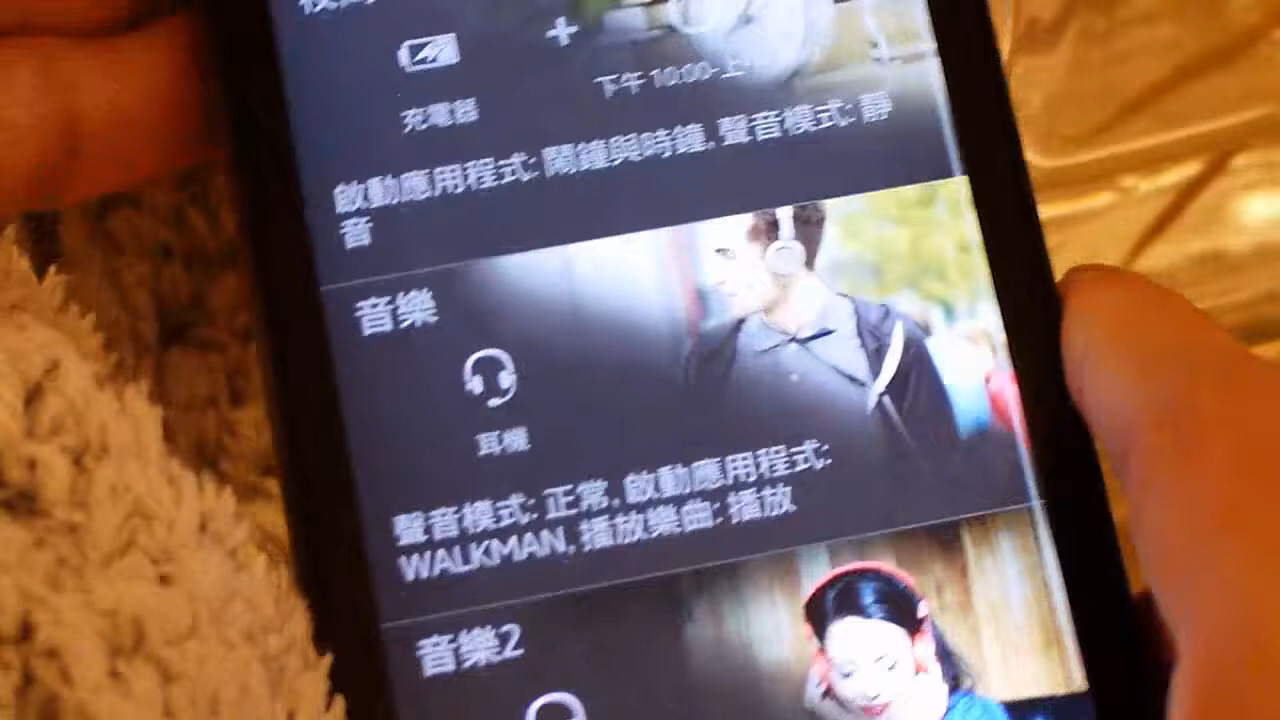 +
下午 10:00-上
充電器
啟動應用程式: 鬧鐘與時鐘, 聲音模式: 靜
音
音樂
耳機
聲音模式: 正常, 啟動應用程式:
WALKMAN, 播放樂曲: 播放
音樂2